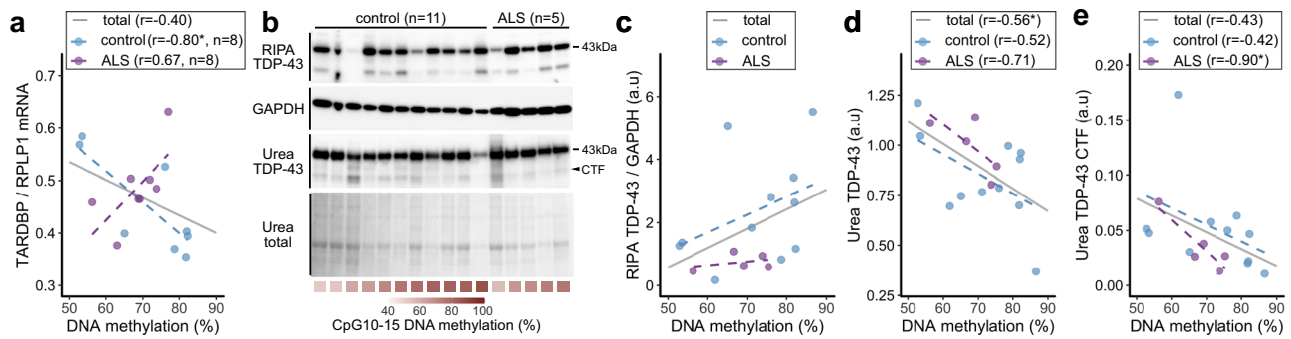 a
total (r=-0.40)
control (r=-0.80*, n=8)
ALS (r=0.67, n=8)
TARDBP / RPLP1 mRNA
0.7
0.6
0.5
0.4
0.3
50 60 70 80 90
DNA methylation (%)
b
control (n=11) ALS (n=5)
RIPA
TDP-43
43kDa
GAPDH
Urea
TDP-43
43kDa
CTF
Urea
total
40 60 80 100
CpG10-15 DNA methylation (%)
c
total
control
ALS
RIPA TDP-43 / GAPDH (a.u)
6
4
2
0
50 60 70 80 90
DNA methylation (%)
d
total (r=-0.56*)
control (r=-0.52)
ALS (r=-0.71)
Urea TDP-43 (a.u)
1.25
1.00
0.75
0.50
0.25
50 60 70 80 90
DNA methylation (%)
e
total (r=-0.43)
control (r=-0.42)
ALS (r=-0.90*)
Urea TDP-43 CTF (a.u)
0.20
0.15
0.10
0.05
0.00
50 60 70 80 90
DNA methylation (%)